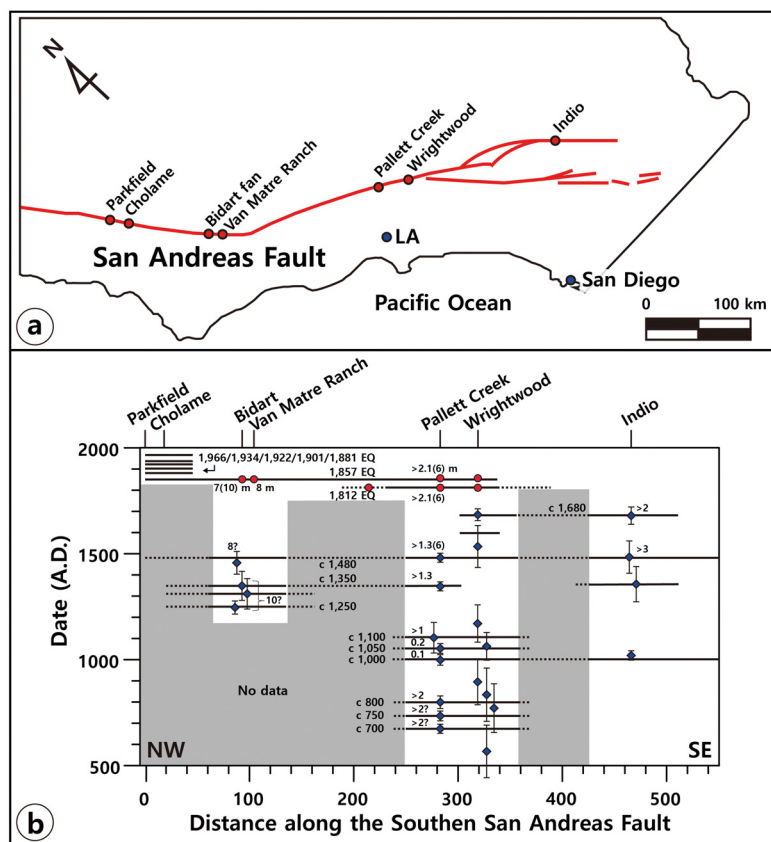 N
Parkfield
Cholame
Bidart fan
Van Matre Ranch
Pallett Creek
Wrightwood
Indio
San Andreas Fault
LA
San Diego
Pacific Ocean
0 100 km
a
Parkfield
Cholame
Bidart
Van Matre Ranch
Pallett Creek
Wrightwood
Indio
2000
1,966/1,934/1,922/1,901/1,881 EQ
1,857 EQ
>2.1(6) m
7(10) m 8 m
1,812 EQ
>2.1(6)
c 1,680
>2
8?
>1.3(6)
>3
1500
c 1,480
c 1,350
>1.3
10?
c 1,250
c 1,100
>1
c 1,050
0.2
1000
c 1,000
0.1
No data
c 800
>2
c 750
>2?
c 700
>2?
NW
SE
500
Date (A.D.)
0 100 200 300 400 500
Distance along the Southen San Andreas Fault
b